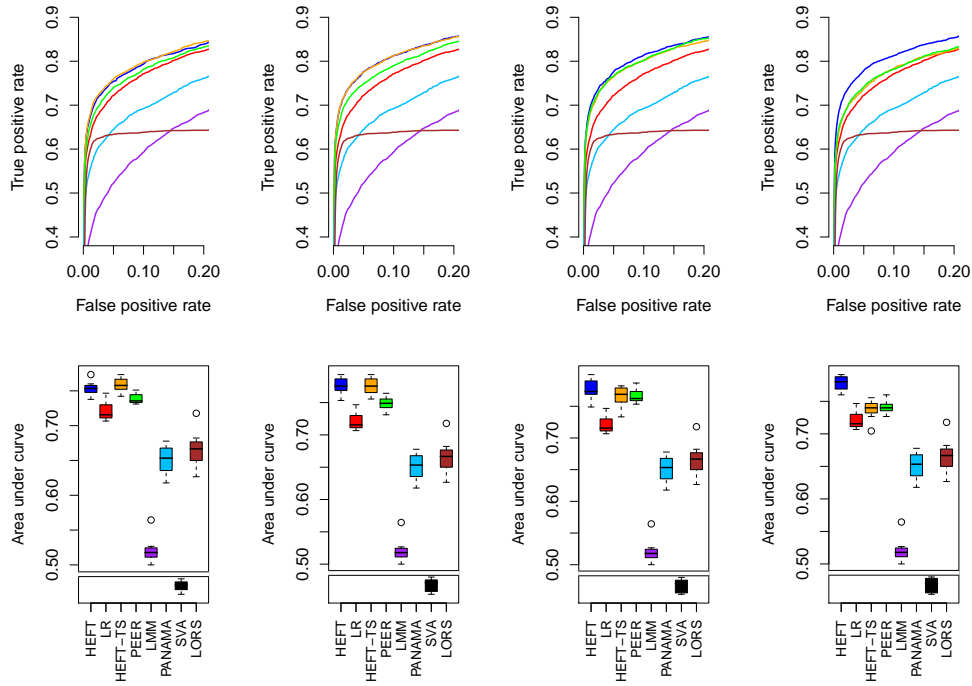 True positive rate
0.4 0.5 0.6 0.7 0.8 0.9
0.00 0.10 0.20
False positive rate
True positive rate
0.4 0.5 0.6 0.7 0.8 0.9
0.00 0.10 0.20
False positive rate
True positive rate
0.4 0.5 0.6 0.7 0.8 0.9
0.00 0.10 0.20
False positive rate
True positive rate
0.4 0.5 0.6 0.7 0.8 0.9
0.00 0.10 0.20
False positive rate
Area under curve
0.50 0.60 0.70
HEFT
LR
HEFT-TS
PEER
LMM
PANAMA
SVA
LORS
Area under curve
0.50 0.60 0.70
HEFT
LR
HEFT-TS
PEER
LMM
PANAMA
SVA
LORS
Area under curve
0.50 0.60 0.70
HEFT
LR
HEFT-TS
PEER
LMM
PANAMA
SVA
LORS
Area under curve
0.50 0.60 0.70
HEFT
LR
HEFT-TS
PEER
LMM
PANAMA
SVA
LORS